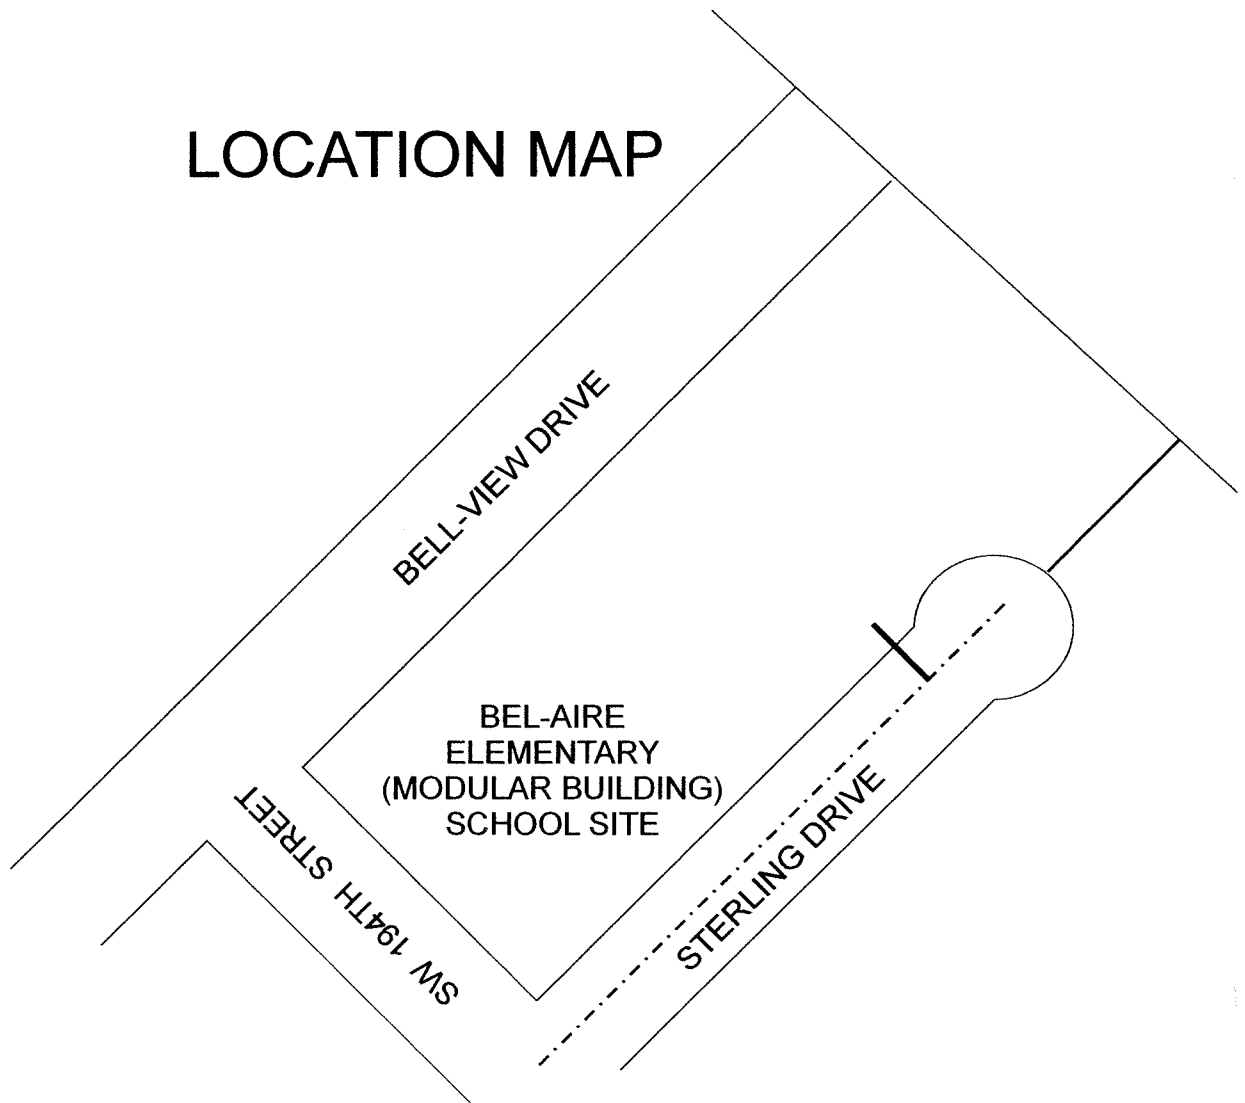 LOCATION MAP
BELL-VIEW DRIVE
BEL-AIRE
ELEMENTARY
(MODULAR BUILDING)
SCHOOL SITE
SW 194TH STREET
STERLING DRIVE